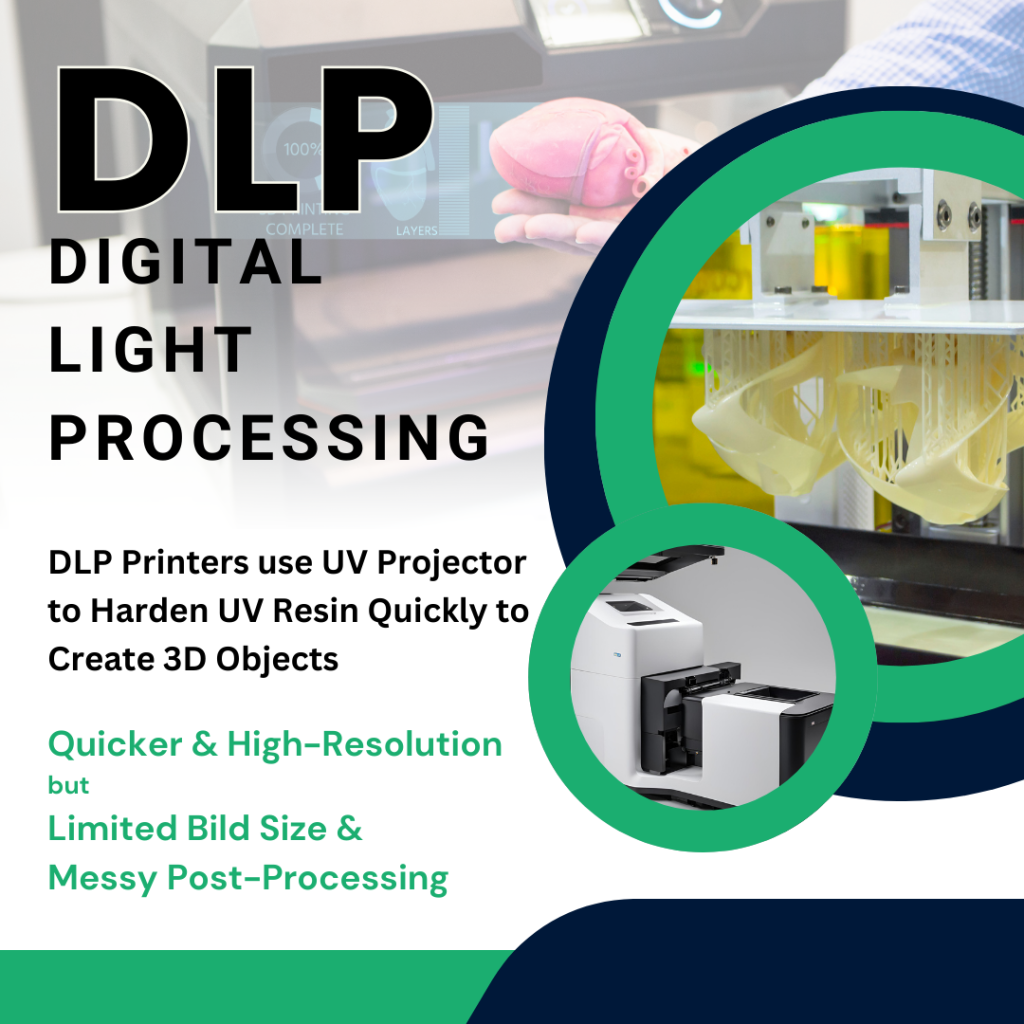 DLP
100%
COMPLETE
LAYERS
DIGITAL
LIGHT
PROCESSING
DLP Printers use UV Projector
to Harden UV Resin Quickly to
Create 3D Objects
Quicker & High-Resolution
but
Limited Bild Size &
Messy Post-Processing